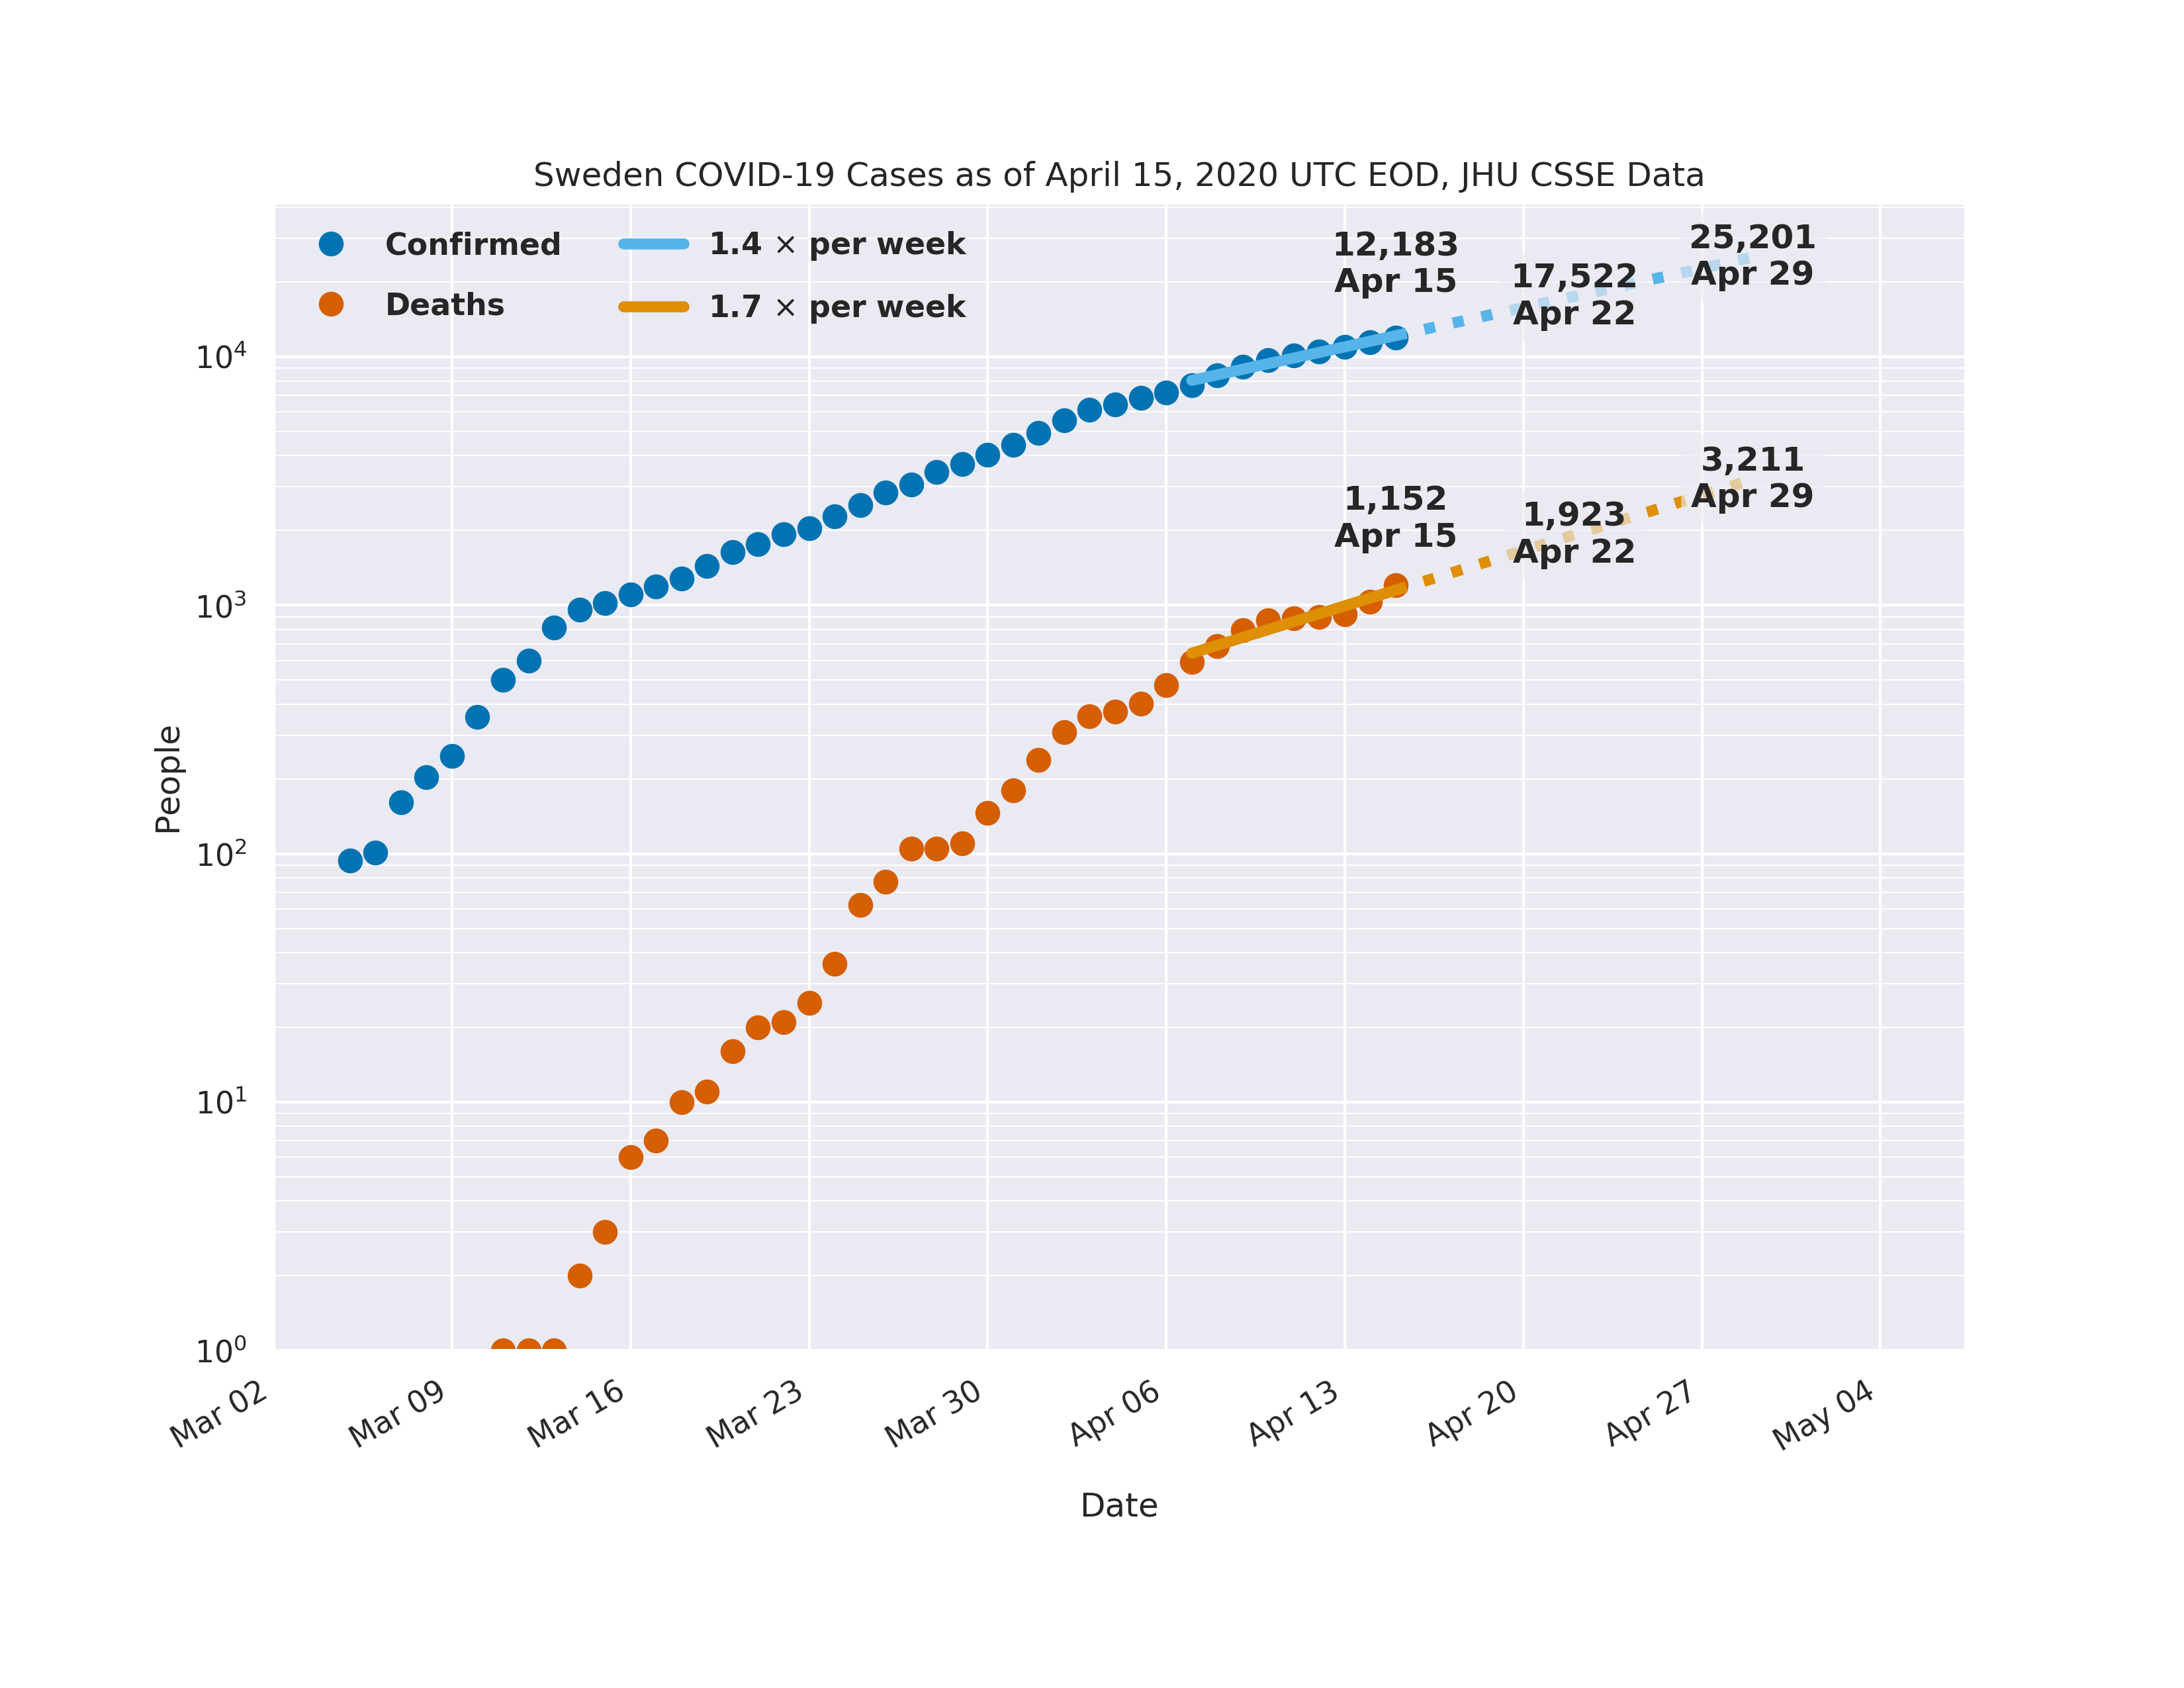 Sweden COVID-19 Cases as of April 15, 2020 UTC EOD, JHU CSSE Data
Confirmed
Deaths
1.4 × per week
1.7 × per week
12,183
Apr 15
17,522
Apr 22
25,201
Apr 29
1,152
Apr 15
1,923
Apr 22
3,211
Apr 29
People
10⁴
10³
10²
10¹
10⁰
Mar 02
Mar 09
Mar 16
Mar 23
Mar 30
Apr 06
Apr 13
Apr 20
Apr 27
May 04
Date